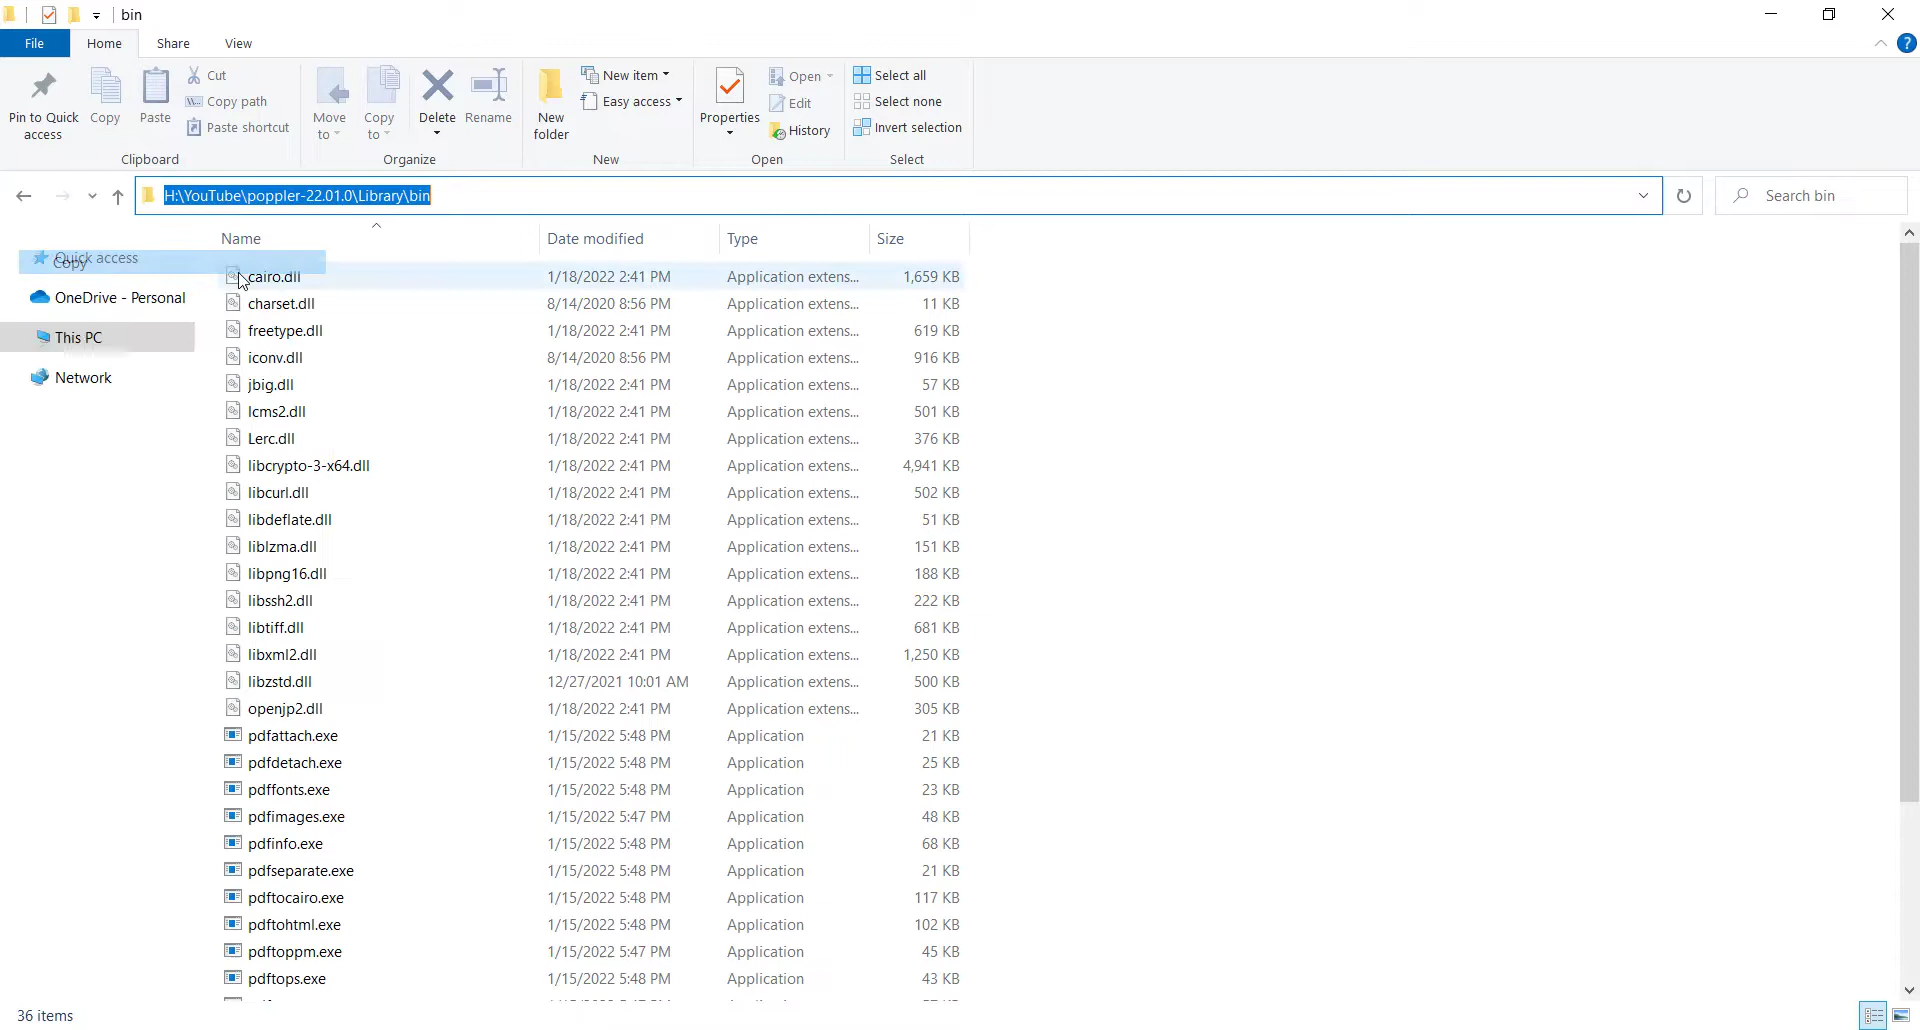 bin
File Home Share View
Pin to Quick access
Copy
Paste
Cut
Copy path
Paste shortcut
Clipboard
Move to
Copy to
Delete
Rename
Organize
New folder
New item
Easy access
New
Properties
Open
Edit
History
Open
Select all
Select none
Invert selection
Select
H:\YouTube\poppler-22.01.0\Library\bin
Search bin
Quick access
Copy
OneDrive - Personal
This PC
Network
Name Date modified Type Size
cairo.dll 1/18/2022 2:41 PM Application extens... 1,659 KB
charset.dll 8/14/2020 8:56 PM Application extens... 11 KB
freetype.dll 1/18/2022 2:41 PM Application extens... 619 KB
iconv.dll 8/14/2020 8:56 PM Application extens... 916 KB
jbig.dll 1/18/2022 2:41 PM Application extens... 57 KB
lcms2.dll 1/18/2022 2:41 PM Application extens... 501 KB
Lerc.dll 1/18/2022 2:41 PM Application extens... 376 KB
libcrypto-3-x64.dll 1/18/2022 2:41 PM Application extens... 4,941 KB
libcurl.dll 1/18/2022 2:41 PM Application extens... 502 KB
libdeflate.dll 1/18/2022 2:41 PM Application extens... 51 KB
liblzma.dll 1/18/2022 2:41 PM Application extens... 151 KB
libpng16.dll 1/18/2022 2:41 PM Application extens... 188 KB
libssh2.dll 1/18/2022 2:41 PM Application extens... 222 KB
libtiff.dll 1/18/2022 2:41 PM Application extens... 681 KB
libxml2.dll 1/18/2022 2:41 PM Application extens... 1,250 KB
libzstd.dll 12/27/2021 10:01 AM Application extens... 500 KB
openjp2.dll 1/18/2022 2:41 PM Application extens... 305 KB
pdfattach.exe 1/15/2022 5:48 PM Application 21 KB
pdfdetach.exe 1/15/2022 5:48 PM Application 25 KB
pdffonts.exe 1/15/2022 5:48 PM Application 23 KB
pdfimages.exe 1/15/2022 5:47 PM Application 48 KB
pdfinfo.exe 1/15/2022 5:48 PM Application 68 KB
pdfseparate.exe 1/15/2022 5:48 PM Application 21 KB
pdftocairo.exe 1/15/2022 5:48 PM Application 117 KB
pdftohtml.exe 1/15/2022 5:48 PM Application 102 KB
pdftoppm.exe 1/15/2022 5:47 PM Application 45 KB
pdftops.exe 1/15/2022 5:48 PM Application 43 KB
36 items